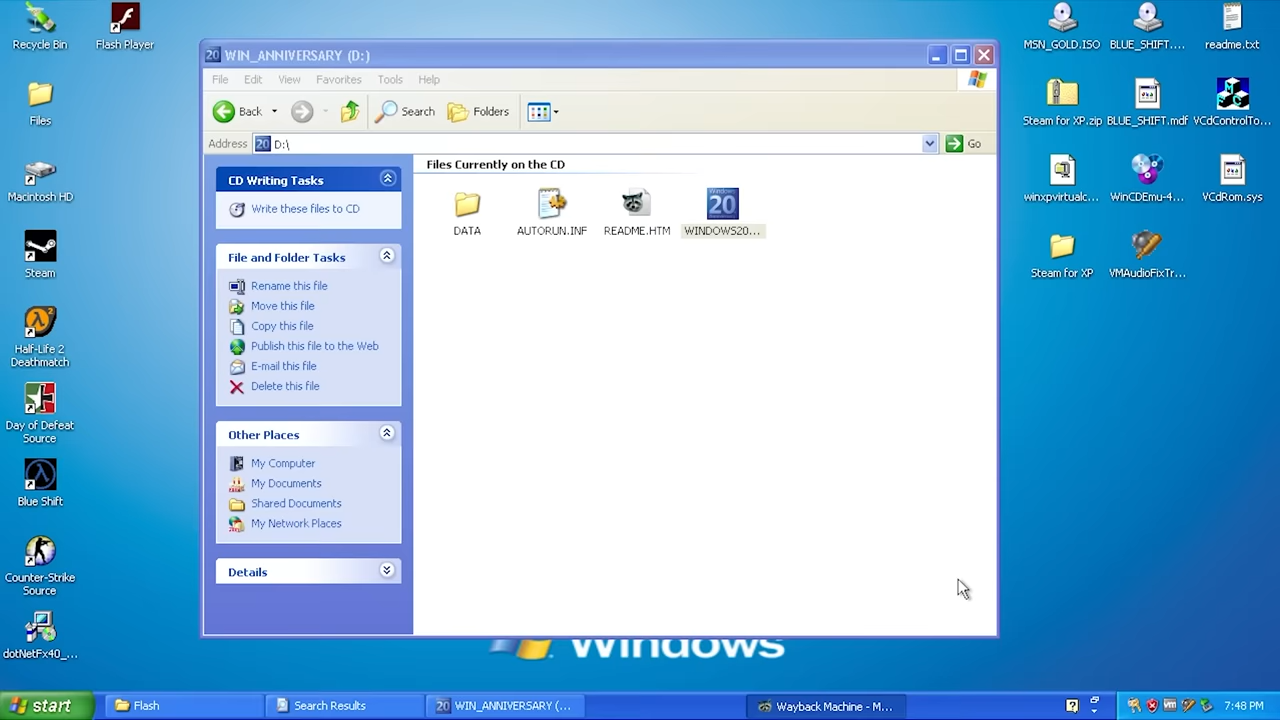 Recycle Bin
Flash Player
Files
Macintosh HD
Steam
Half-Life 2
Deathmatch
Day of Defeat
Source
Blue Shift
Counter-Strike
Source
dotNetFx40_...
WIN_ANNIVERSARY (D:)
File Edit View Favorites Tools Help
Back Search Folders
Address D:\ Go
CD Writing Tasks
Write these files to CD
File and Folder Tasks
Rename this file
Move this file
Copy this file
Publish this file to the Web
E-mail this file
Delete this file
Other Places
My Computer
My Documents
Shared Documents
My Network Places
Details
Files Currently on the CD
DATA
AUTORUN.INF
README.HTM
Windows
20
WINDOWS20...
MSN_GOLD.ISO
BLUE_SHIFT....
readme.txt
Steam for XP.zip
BLUE_SHIFT.mdf
VCdControlTo...
winxpvirtualc...
WinCDEmu-4...
VCdRom.sys
Steam for XP
VMAudioFixTr...
Windows
start
Flash
Search Results
WIN_ANNIVERSARY (...
Wayback Machine - M...
7:48 PM